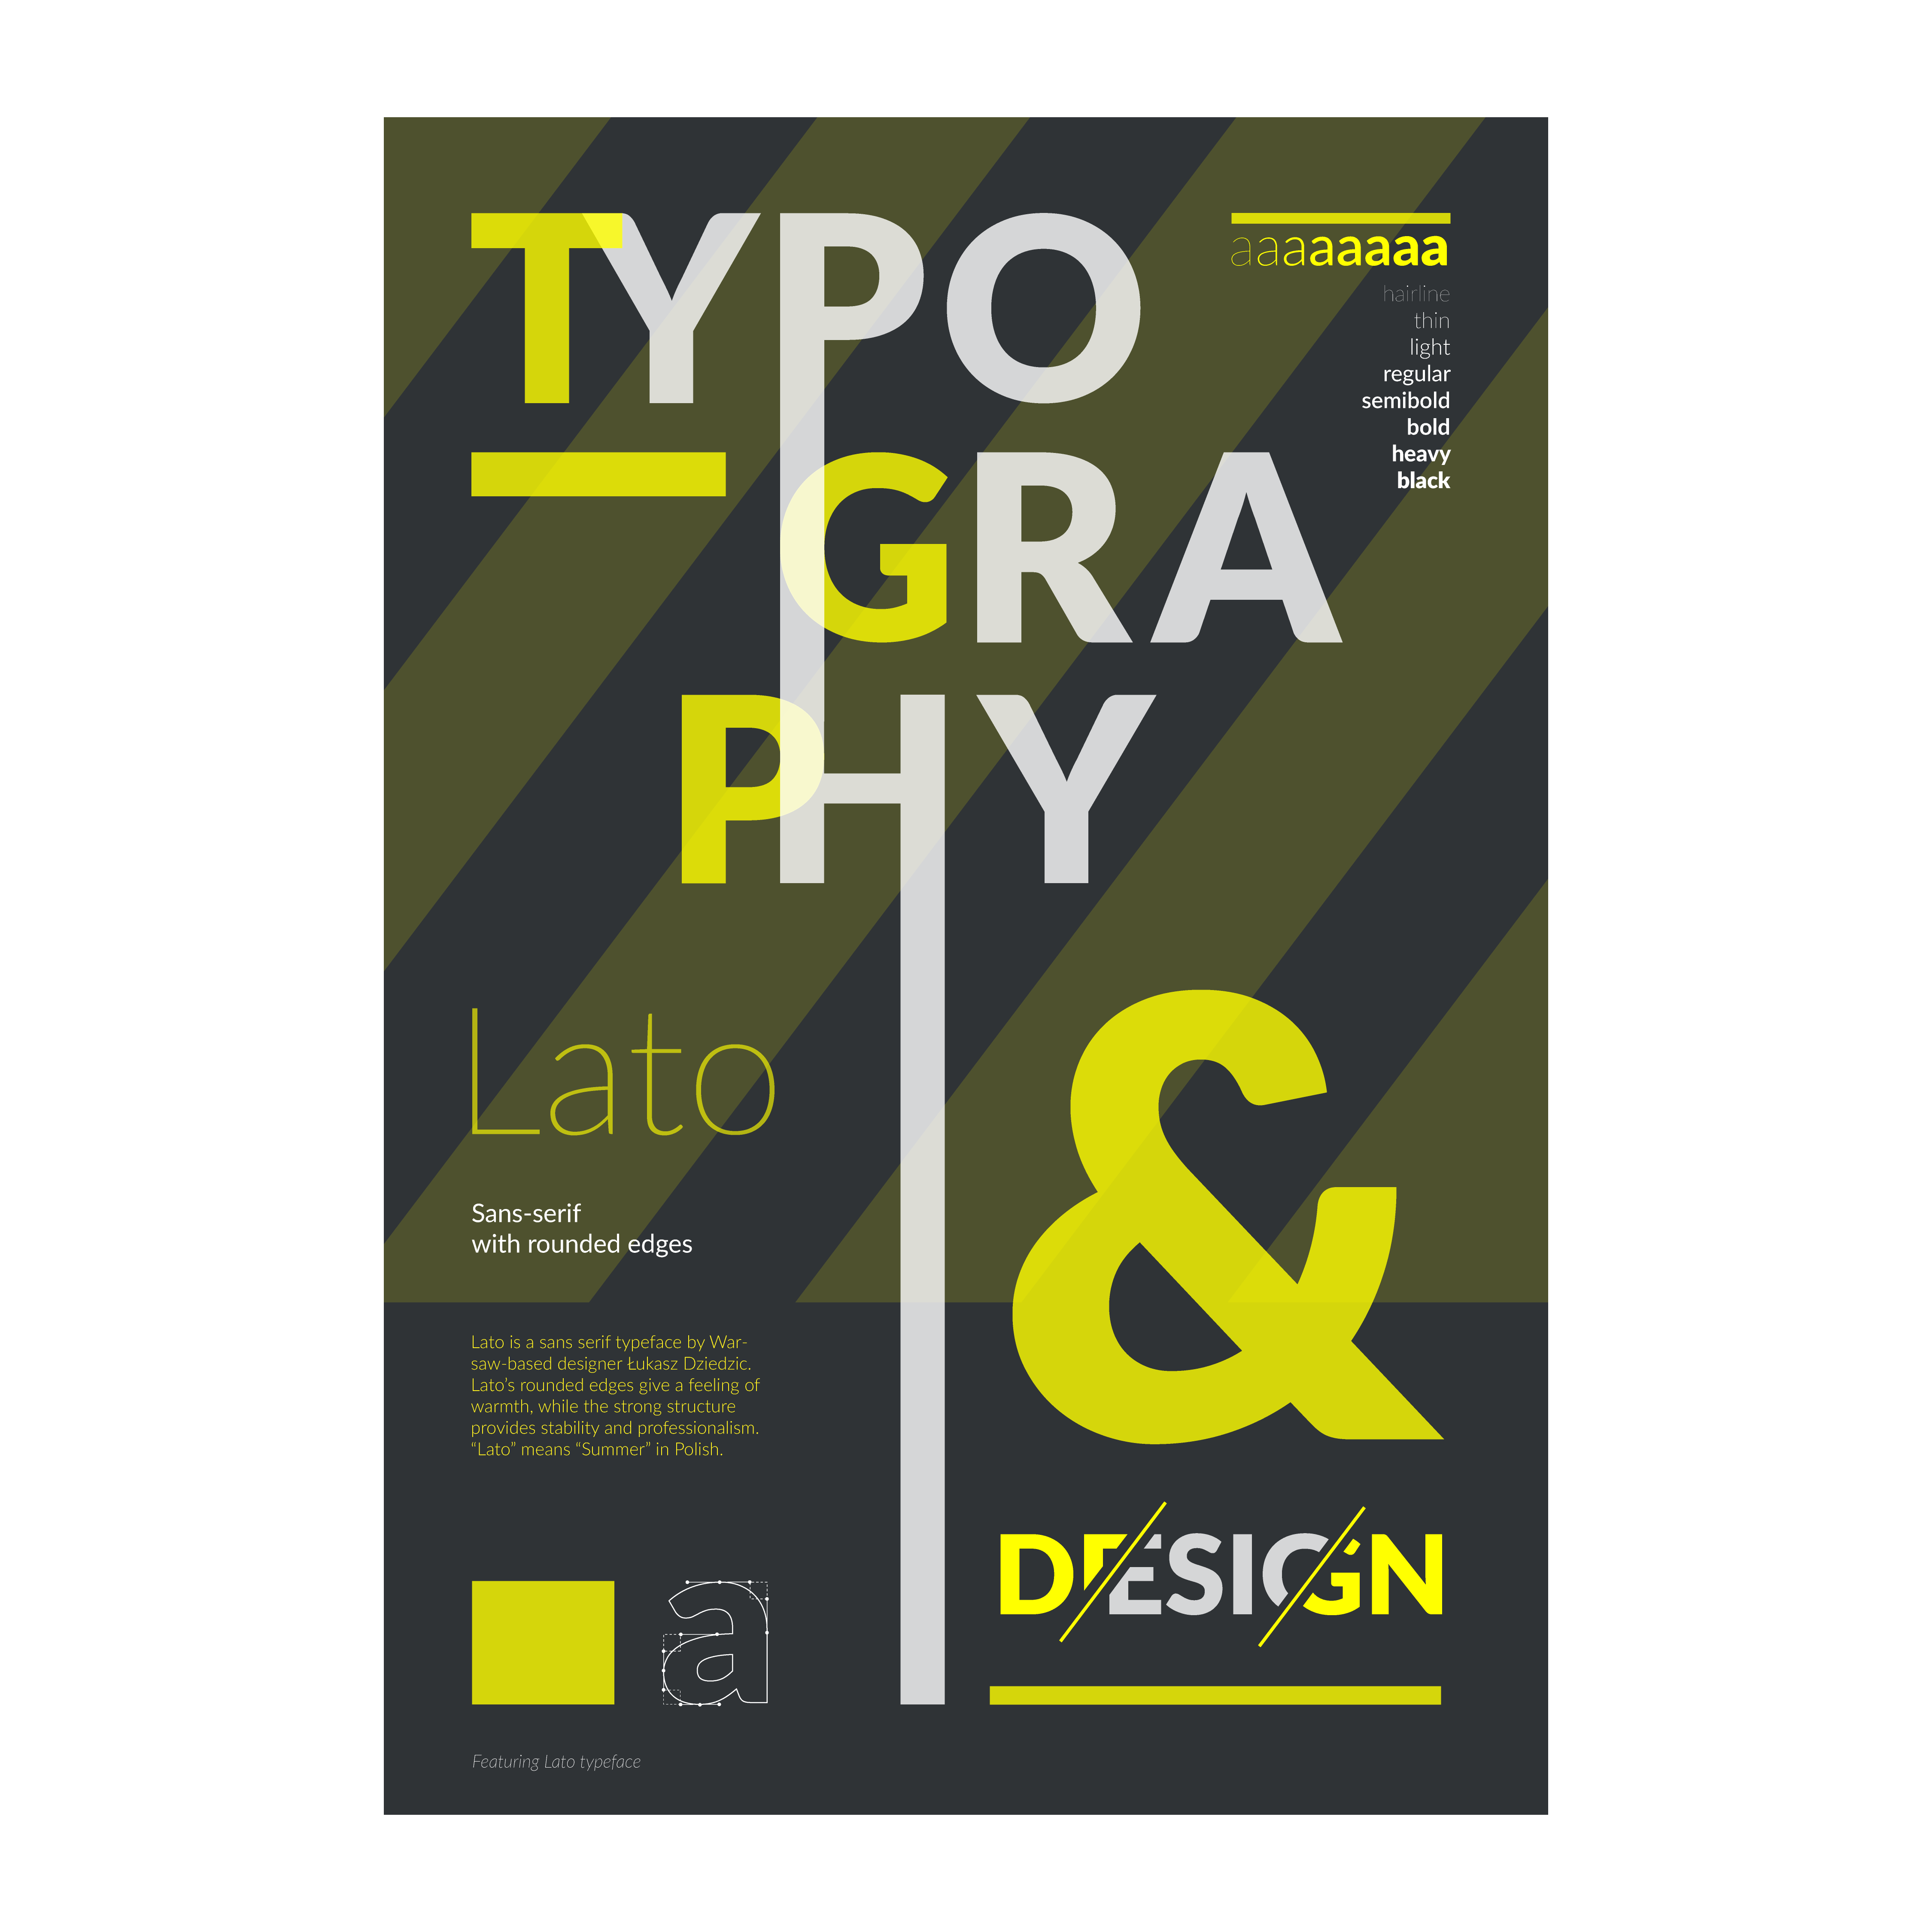 TYPO
GRA
PHY
aaaaaaaa
hairline
thin
light
regular
semibold
bold
heavy
black
Lato
Sans-serif
with rounded edges
Lato is a sans serif typeface by War-
saw-based designer Łukasz Dziedzic.
Lato’s rounded edges give a feeling of
warmth, while the strong structure
provides stability and professionalism.
“Lato” means “Summer” in Polish.
&
DESIGN
a
Featuring Lato typeface